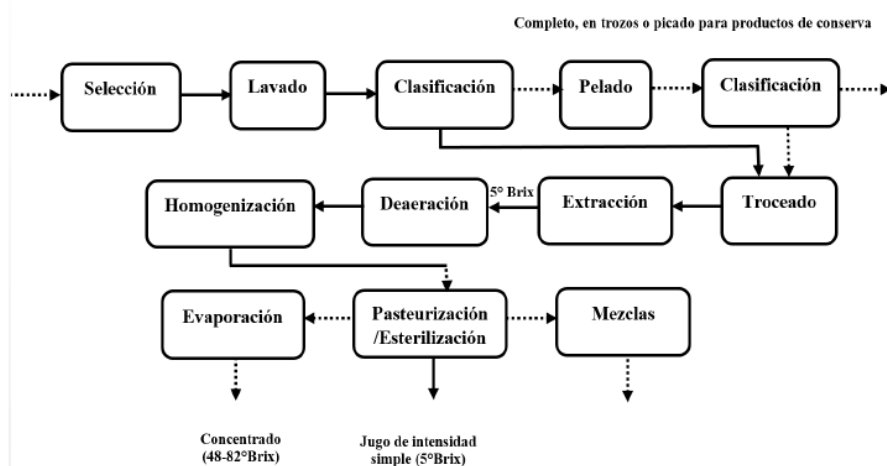 Completo, en trozos o picado para productos de conserva
Selección
Lavado
Clasificación
Pelado
Clasificación
Homogenización
Deaeración
5° Brix
Extracción
Troceado
Evaporación
Pasteurización
/Esterilización
Mezclas
Concentrado
(48-82°Brix)
Jugo de intensidad
simple (5°Brix)